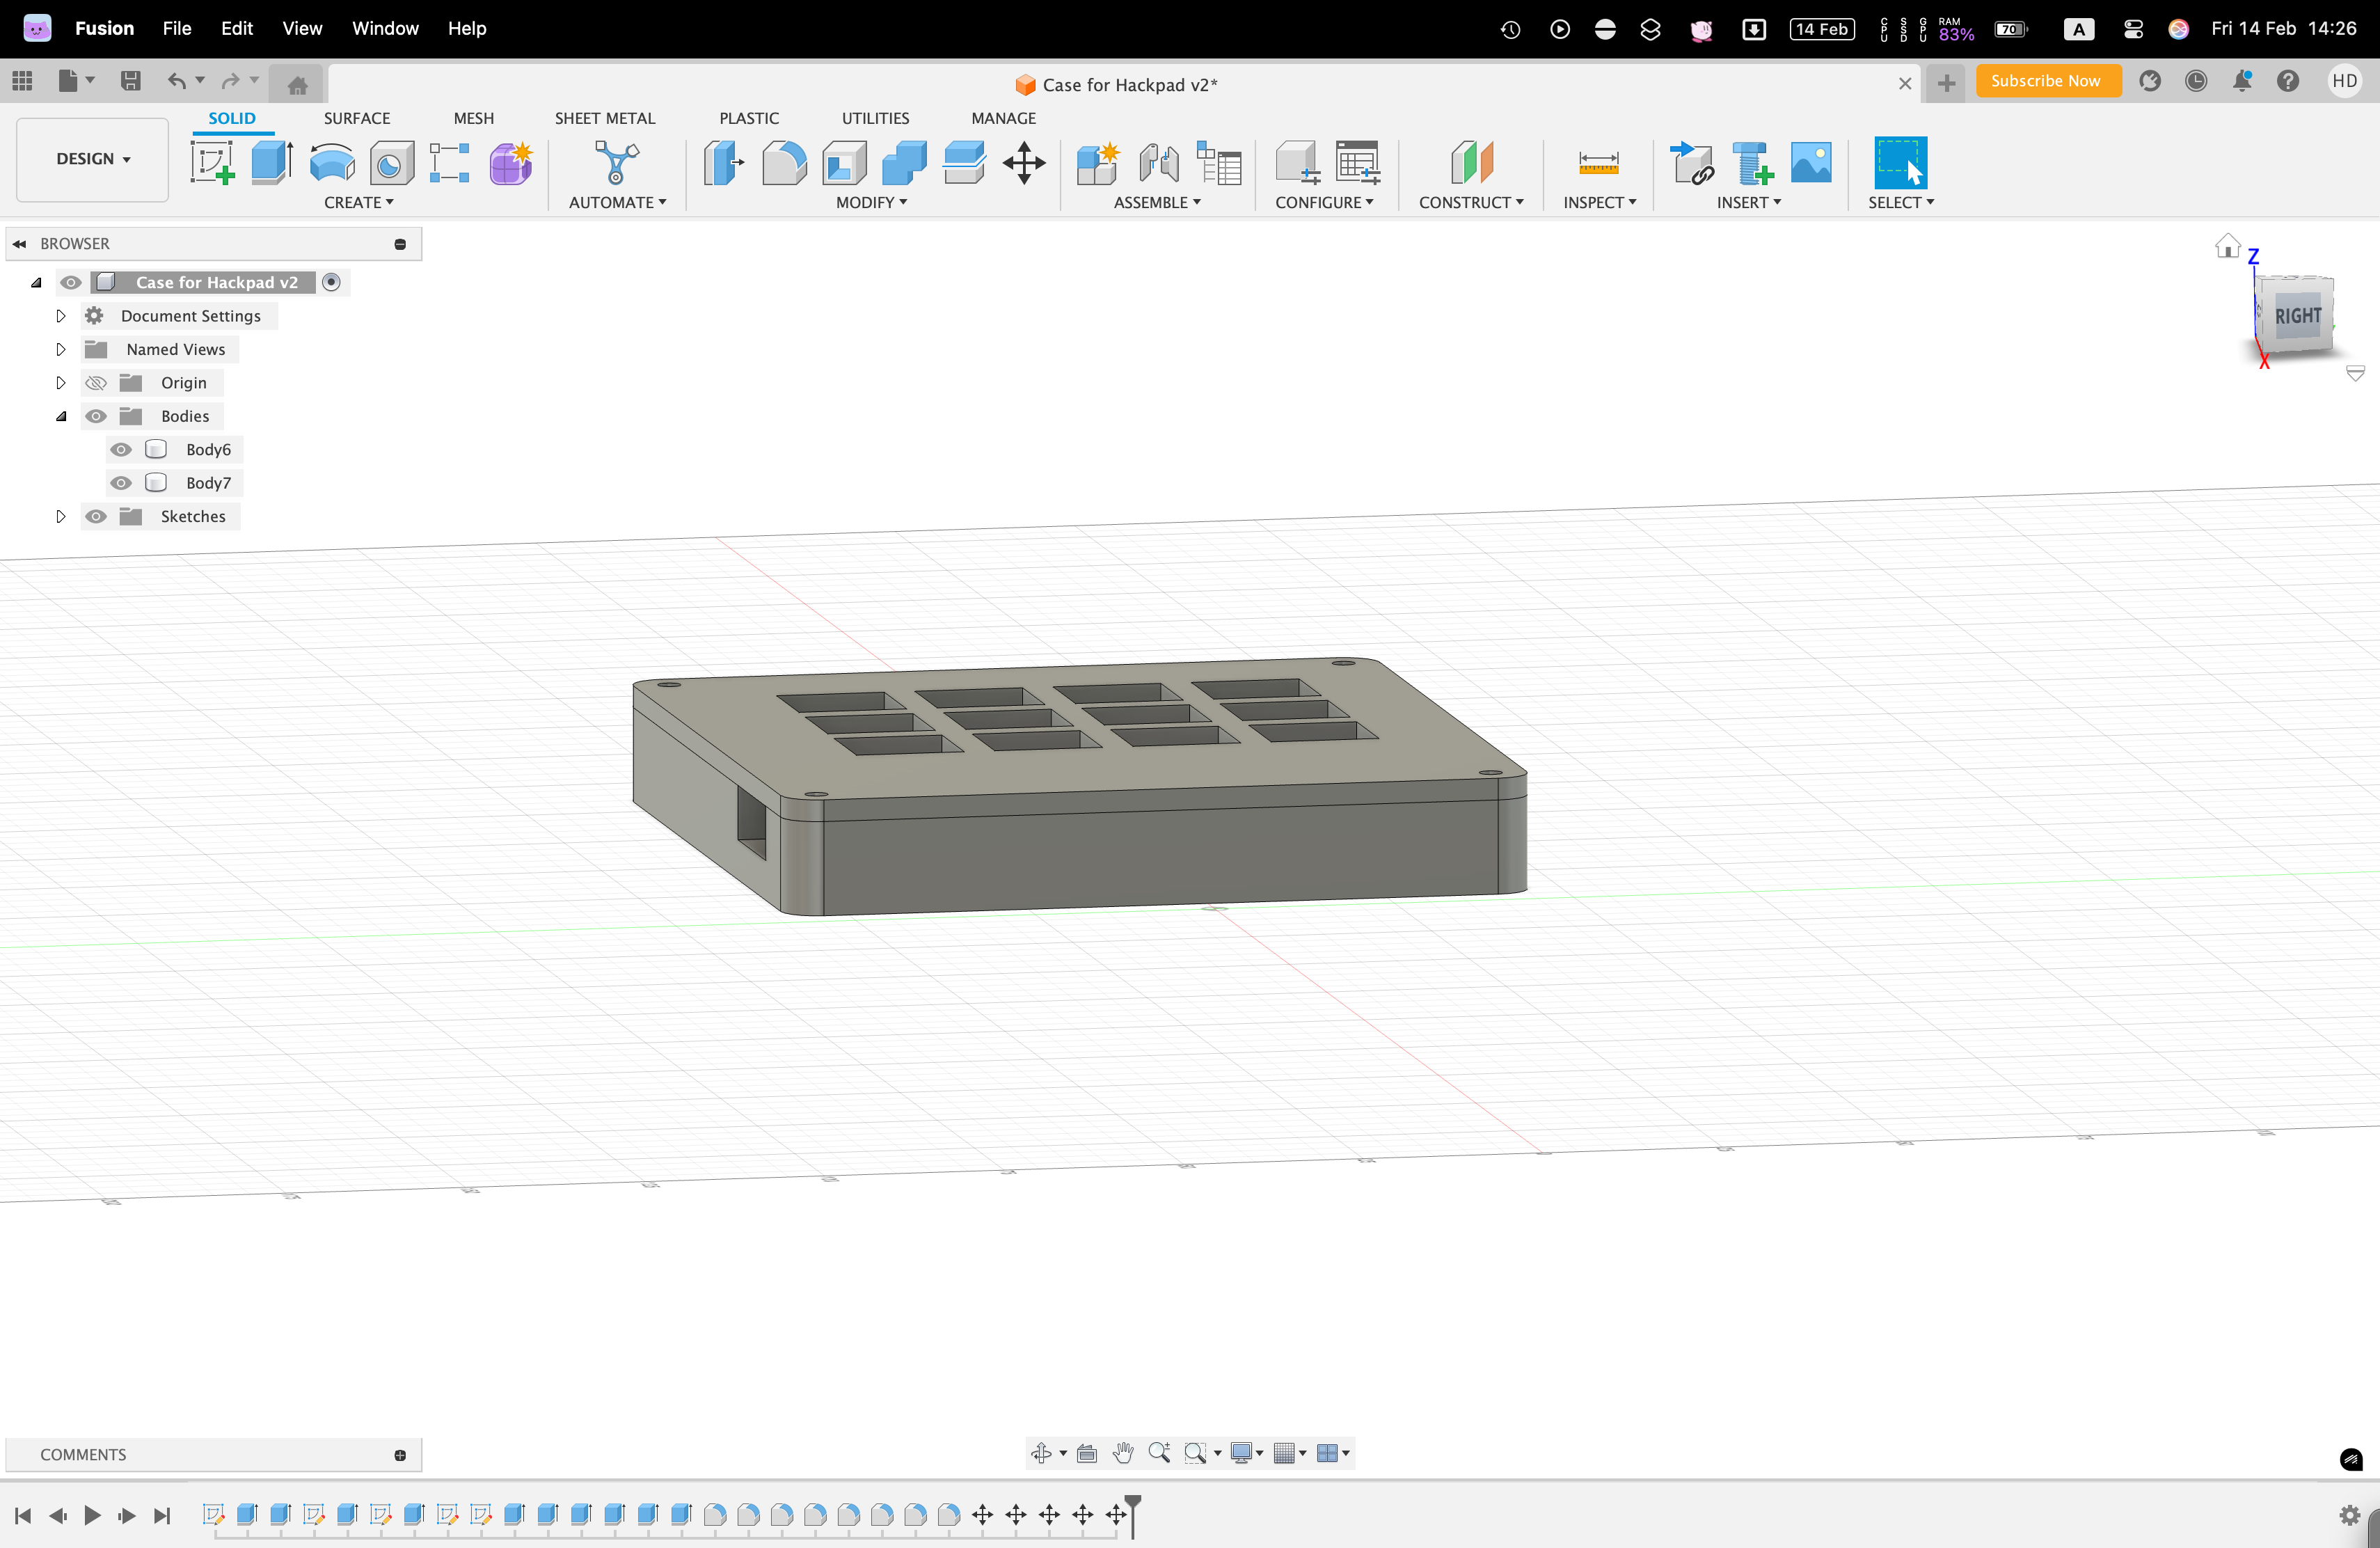 Fusion File Edit View Window Help 14 Feb CPU SSD GPU RAM 83% 70 A Fri 14 Feb 14:26
Case for Hackpad v2* Subscribe Now HD
SOLID SURFACE MESH SHEET METAL PLASTIC UTILITIES MANAGE
DESIGN
CREATE AUTOMATE MODIFY ASSEMBLE CONFIGURE CONSTRUCT INSPECT INSERT SELECT
BROWSER
Case for Hackpad v2
Document Settings
Named Views
Origin
Bodies
Body6
Body7
Sketches
Z
RIGHT
X
COMMENTS